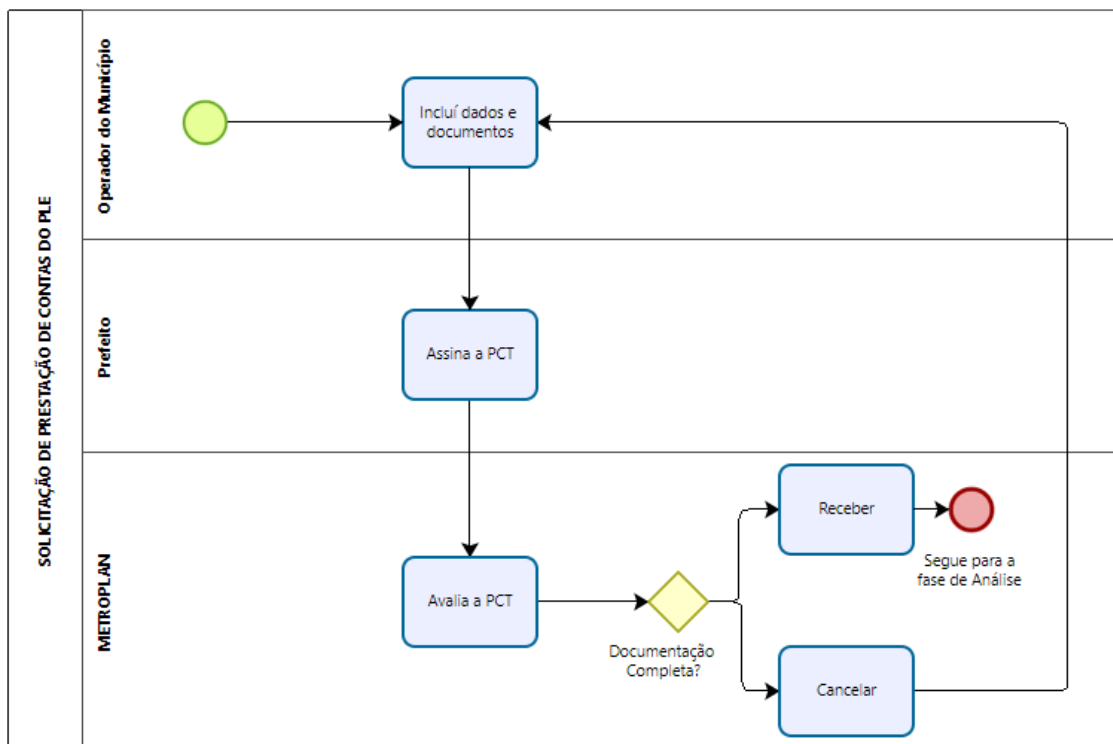 SOLICITAÇÃO DE PRESTAÇÃO DE CONTAS DO PLE
Operador do Município
Incluí dados e
documentos
Prefeito
Assina a PCT
METROPLAN
Avalia a PCT
Documentação
Completa?
Receber
Segue para a
fase de Análise
Cancelar